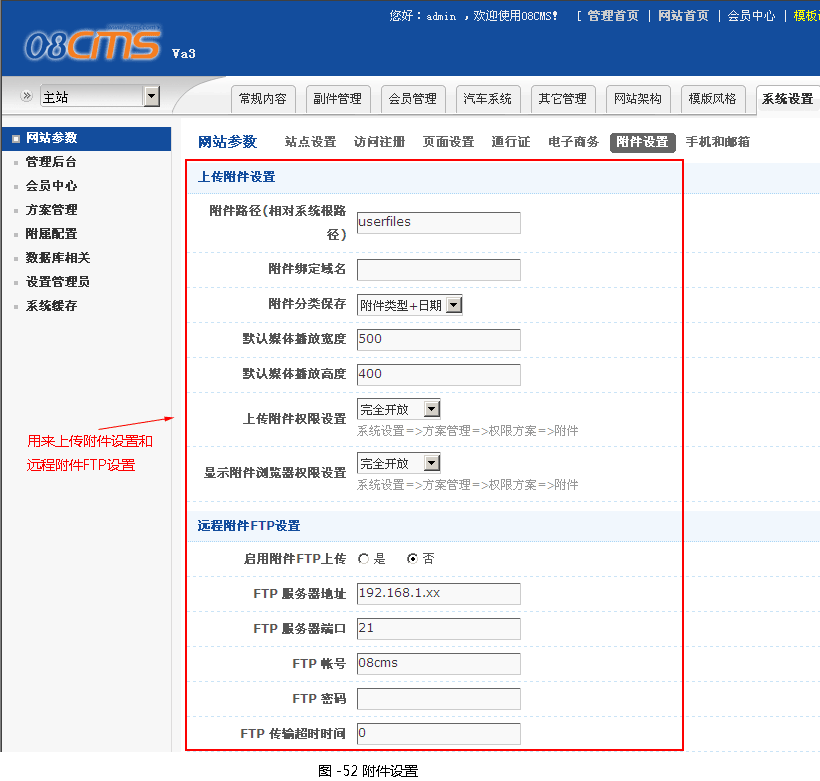 您好：admin ，欢迎使用08CMS! [ 管理首页 | 网站首页 | 会员中心 | 模板
08CMS Va3
主站
常规内容 副件管理 会员管理 汽车系统 其它管理 网站架构 模版风格 系统设置
网站参数
管理后台
会员中心
方案管理
附属配置
数据库相关
设置管理员
系统缓存
用来上传附件设置和
远程附件FTP设置
网站参数 站点设置 访问注册 页面设置 通行证 电子商务 附件设置 手机和邮箱
上传附件设置
附件路径(相对系统根路
径) userfiles
附件绑定域名
附件分类保存 附件类型+日期
默认媒体播放宽度 500
默认媒体播放高度 400
上传附件权限设置 完全开放
系统设置=>方案管理=>权限方案=>附件
显示附件浏览器权限设置 完全开放
系统设置=>方案管理=>权限方案=>附件
远程附件FTP设置
启用附件FTP上传 是 否
FTP 服务器地址 192.168.1.xx
FTP 服务器端口 21
FTP 帐号 08cms
FTP 密码
FTP 传输超时时间 0
图 -52 附件设置